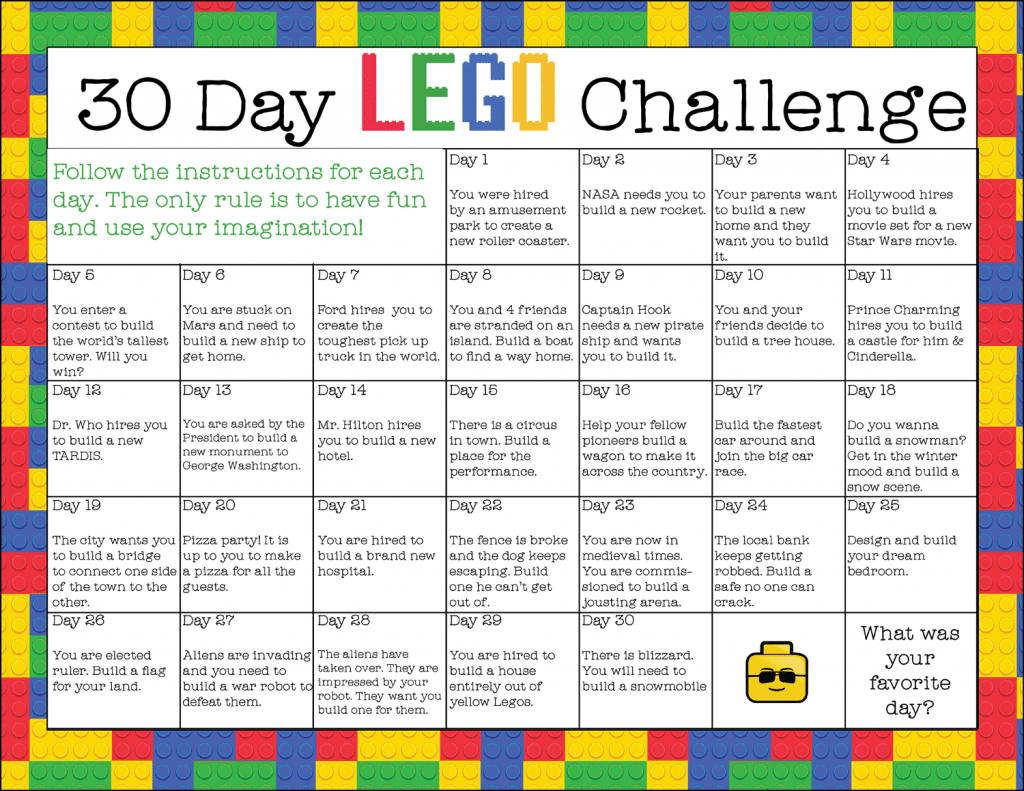 30 Day LEGO Challenge
Follow the instructions for each
day. The only rule is to have fun
and use your imagination!
Day 1
You were hired
by an amusement
park to create a
new roller coaster.
Day 2
NASA needs you to
build a new rocket.
Day 3
Your parents want
to build a new
home and they
want you to build
it.
Day 4
Hollywood hires
you to build a
movie set for a new
Star Wars movie.
Day 5
You enter a
contest to build
the world's tallest
tower. Will you
win?
Day 6
You are stuck on
Mars and need to
build a new ship to
get home.
Day 7
Ford hires you to
create the
toughest pick up
truck in the world.
Day 8
You and 4 friends
are stranded on an
island. Build a boat
to find a way home.
Day 9
Captain Hook
needs a new pirate
ship and wants
you to build it.
Day 10
You and your
friends decide to
build a tree house.
Day 11
Prince Charming
hires you to build
a castle for him &
Cinderella.
Day 12
Dr. Who hires you
to build a new
TARDIS.
Day 13
You are asked by the
President to build a
new monument to
George Washington.
Day 14
Mr. Hilton hires
you to build a new
hotel.
Day 15
There is a circus
in town. Build a
place for the
performance.
Day 16
Help your fellow
pioneers build a
wagon to make it
across the country.
Day 17
Build the fastest
car around and
join the big car
race.
Day 18
Do you wanna
build a snowman?
Get in the winter
mood and build a
snow scene.
Day 19
The city wants you
to build a bridge
to connect one side
of the town to the
other.
Day 20
Pizza party! It is
up to you to make
a pizza for all the
guests.
Day 21
You are hired to
build a brand new
hospital.
Day 22
The fence is broke
and the dog keeps
escaping. Build
one he can't get
out of.
Day 23
You are now in
medieval times.
You are commis-
sioned to build a
jousting arena.
Day 24
The local bank
keeps getting
robbed. Build a
safe no one can
crack.
Day 25
Design and build
your dream
bedroom.
Day 26
You are elected
ruler. Build a flag
for your land.
Day 27
Aliens are invading
and you need to
build a war robot to
defeat them.
Day 28
The aliens have
taken over. They are
impressed by your
robot. They want you
build one for them.
Day 29
You are hired to
build a house
entirely out of
yellow Legos.
Day 30
There is blizzard.
You will need to
build a snowmobile
What was
your
favorite
day?